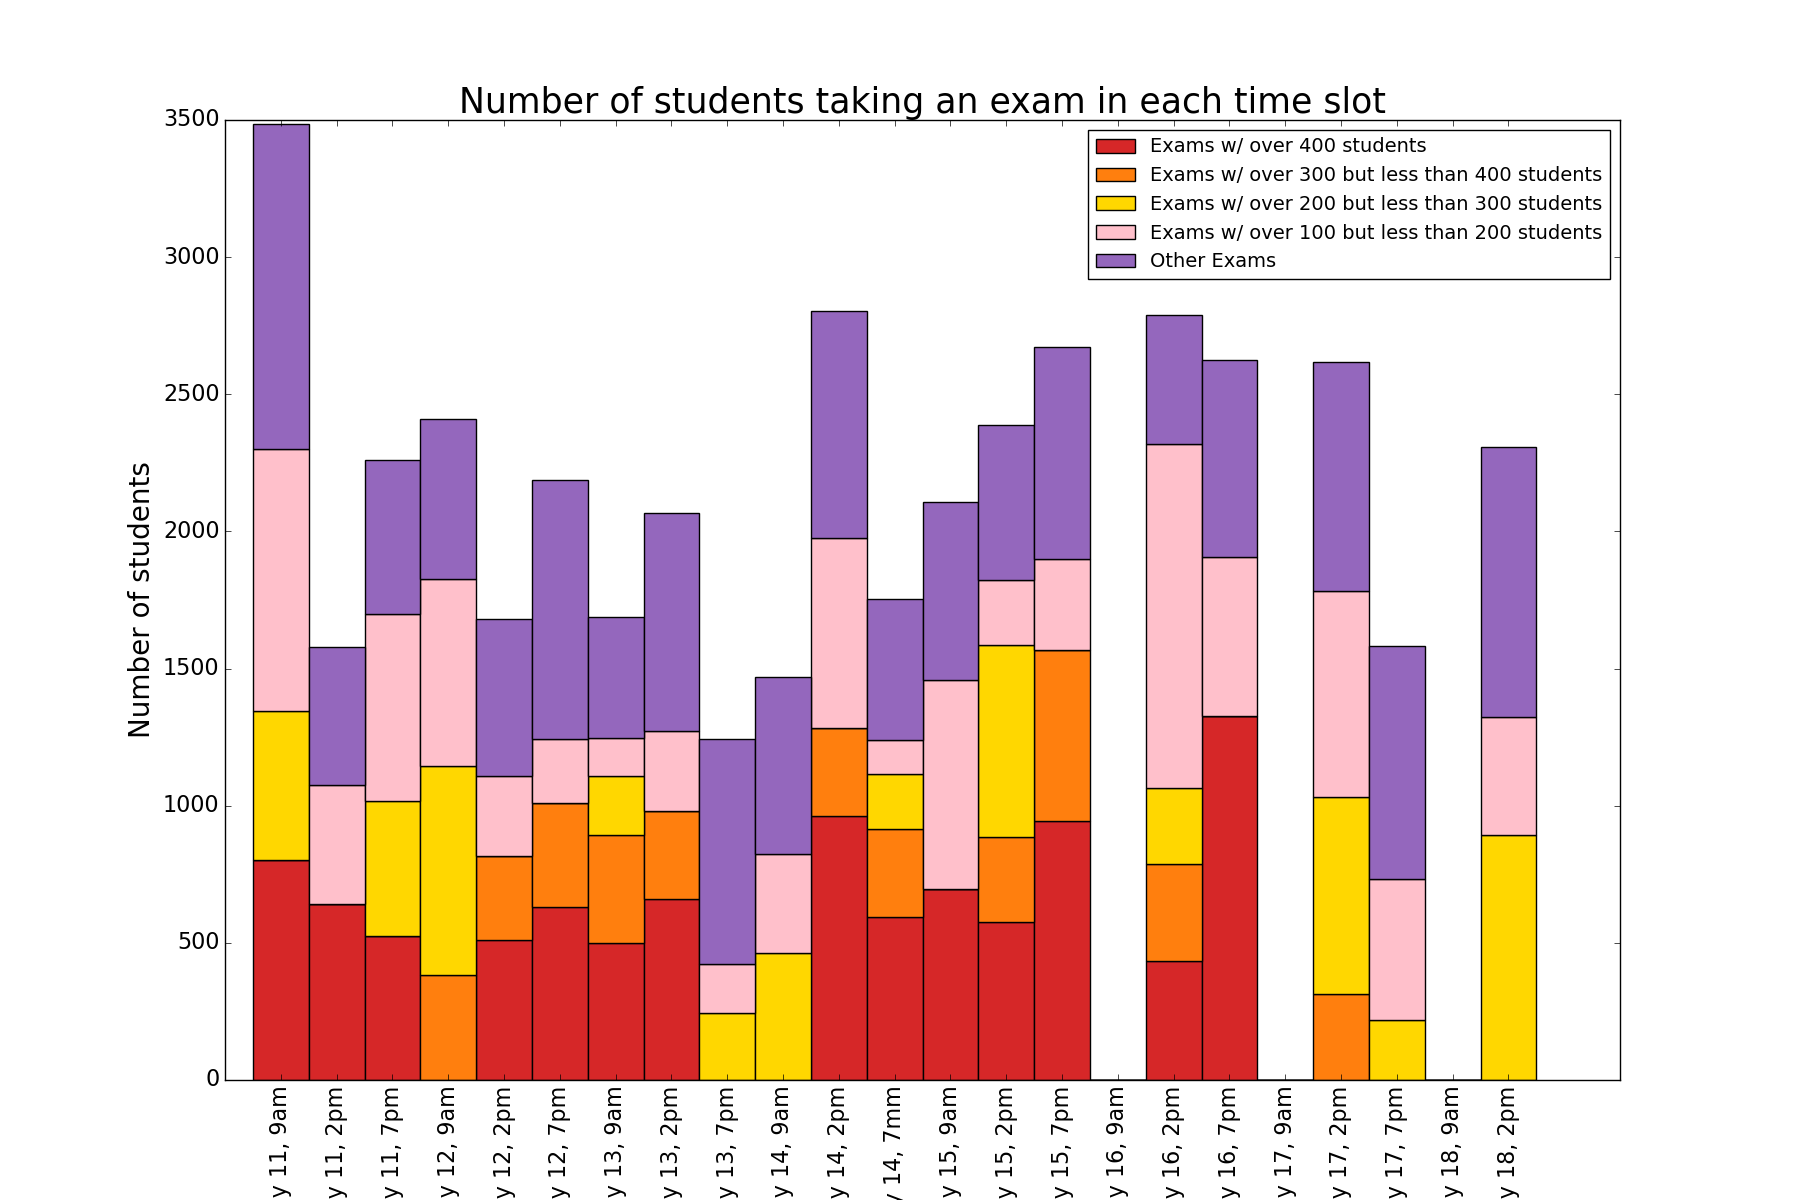 Number of students taking an exam in each time slot
Exams w/ over 400 students
Exams w/ over 300 but less than 400 students
Exams w/ over 200 but less than 300 students
Exams w/ over 100 but less than 200 students
Other Exams
Number of students
3500
3000
2500
2000
1500
1000
500
0
y 11, 9am
y 11, 2pm
y 11, 7pm
y 12, 9am
y 12, 2pm
y 12, 7pm
y 13, 9am
y 13, 2pm
y 13, 7pm
y 14, 9am
y 14, 2pm
y 14, 7mm
y 15, 9am
y 15, 2pm
y 15, 7pm
y 16, 9am
y 16, 2pm
y 16, 7pm
y 17, 9am
y 17, 2pm
y 17, 7pm
y 18, 9am
y 18, 2pm